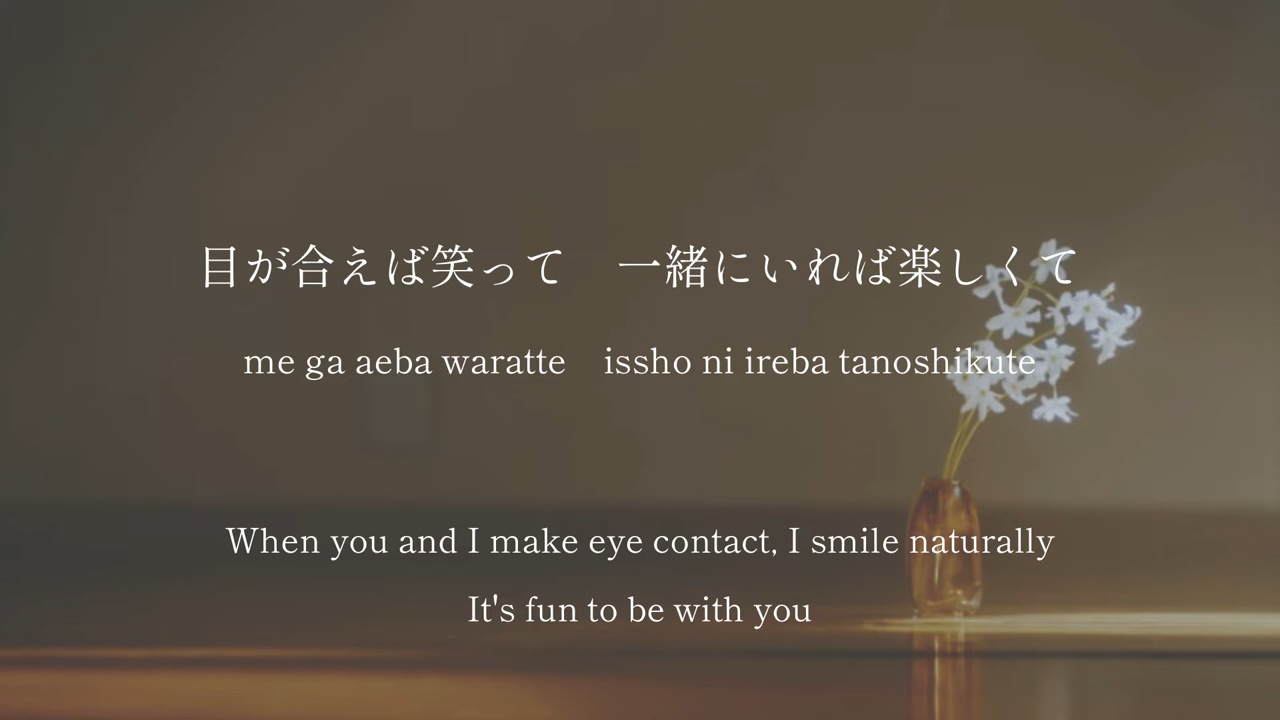 目が合えば笑って　一緒にいれば楽しくて
me ga aeba waratte　issho ni ireba tanoshikute
When you and I make eye contact, I smile naturally
It's fun to be with you